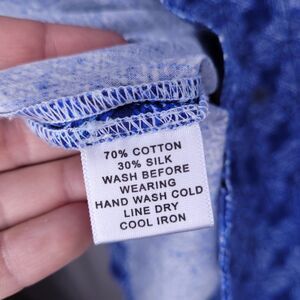 70% COTTON
30% SILK
WASH BEFORE
WEARING
HAND WASH COLD
LINE DRY
COOL IRON